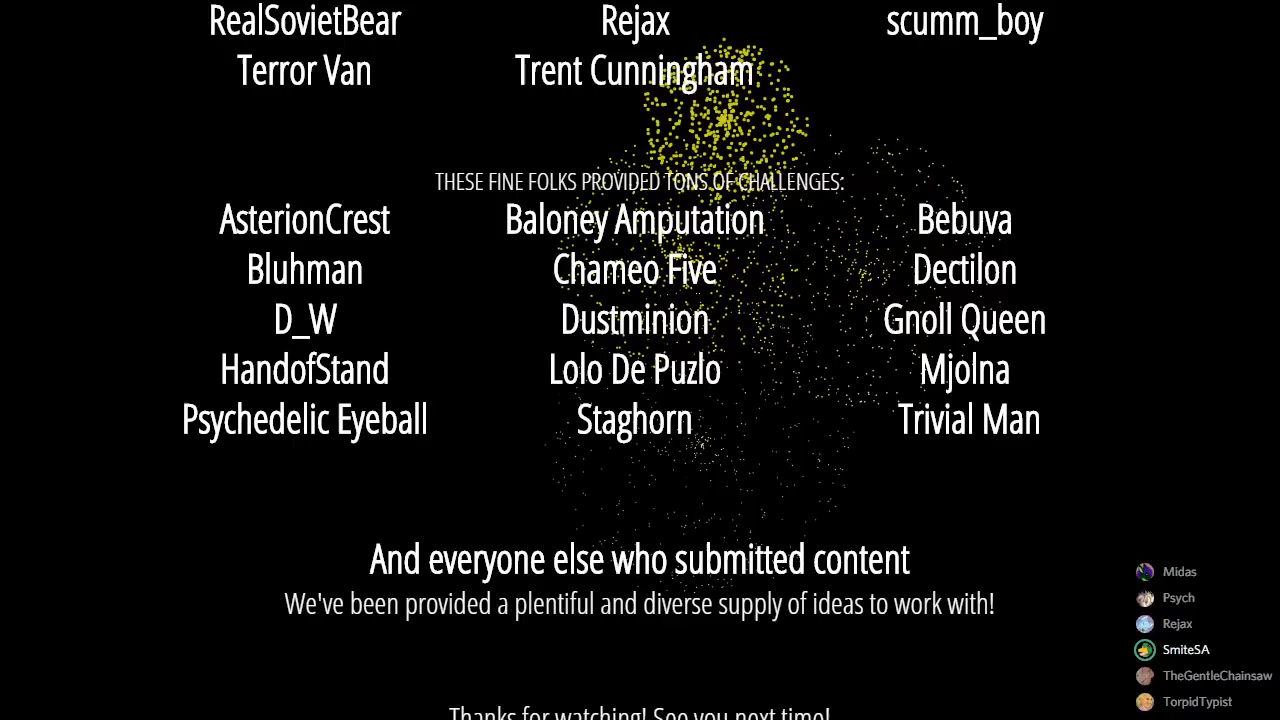 RealSovietBear Rejax scumm_boy
Terror Van Trent Cunningham
THESE FINE FOLKS PROVIDED TONS OF CHALLENGES:
AsterionCrest Baloney Amputation Bebuva
Bluhman Chameo Five Dectilon
D_W Dustminion Gnoll Queen
HandofStand Lolo De Puzlo Mjolna
Psychedelic Eyeball Staghorn Trivial Man
And everyone else who submitted content
We've been provided a plentiful and diverse supply of ideas to work with!
Thanks for watching! See you next time!
Midas
Psych
Rejax
SmiteSA
TheGentleChainsaw
TorpidTypist